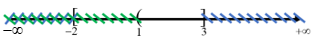 [ ( ]
−∞ −2 1 3 +∞